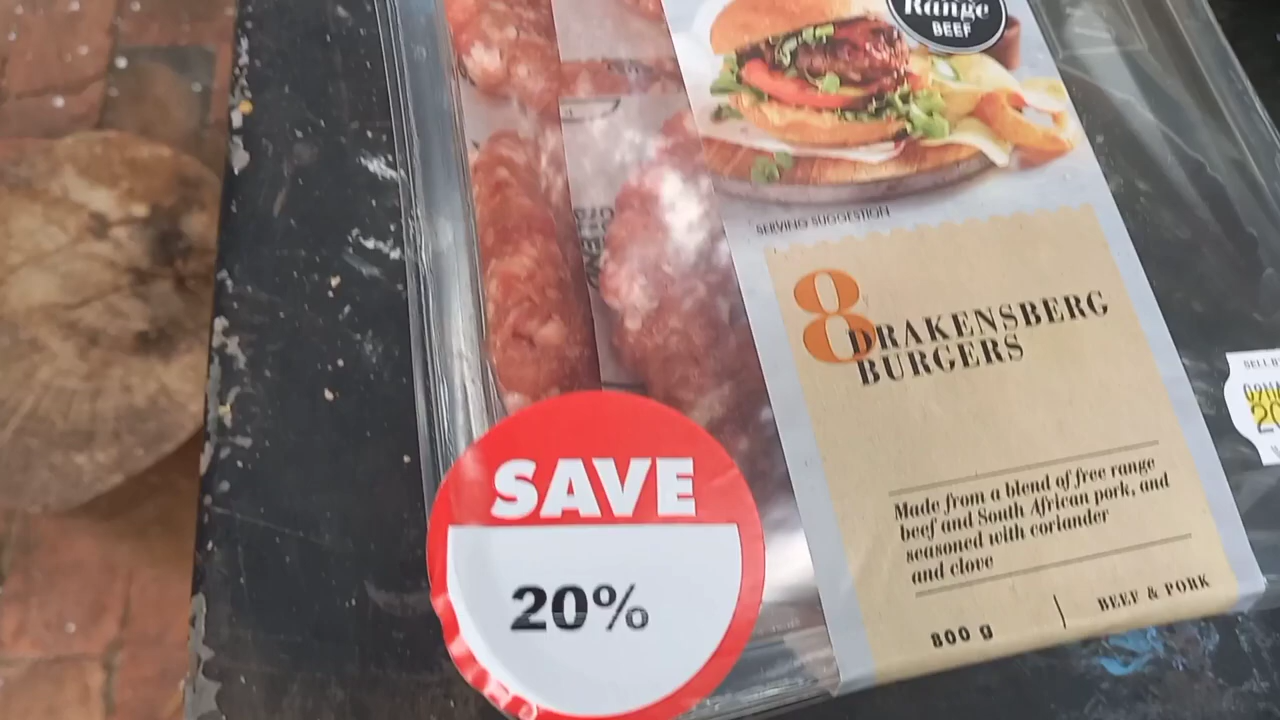 Range
BEEF
SERVING SUGGESTION
8
DRAKENSBERG
BURGERS
Made from a blend of free range
beef and South African pork, and
seasoned with coriander
and clove
800 g
BEEF & PORK
SAVE
20%